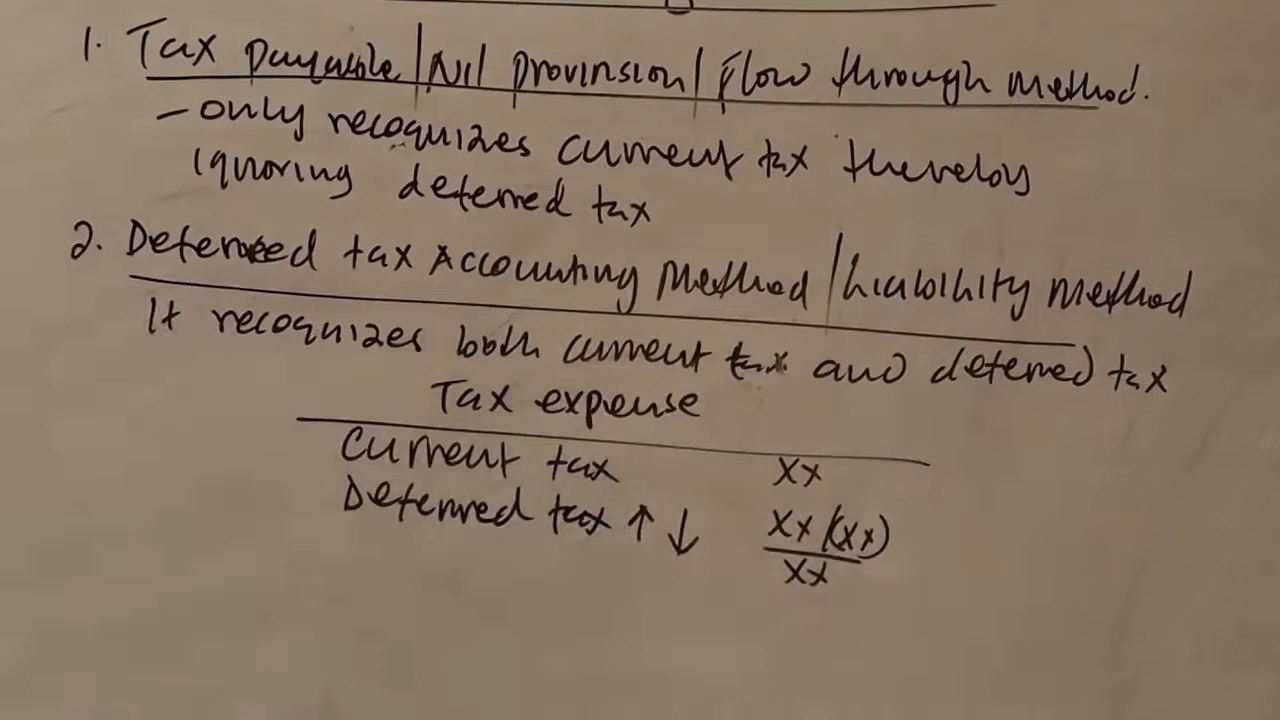 1. Tax payable/Nil provinsion/Flow through method.
- only recognizes current tax thereby
ignoring deferred tax
2. Deferred tax Accounting Method/Liability method
It recognizes both current tax and deferred tax
Tax expense
Current tax xx
Deferred tax ↑ ↓ xx/(xx)
xx